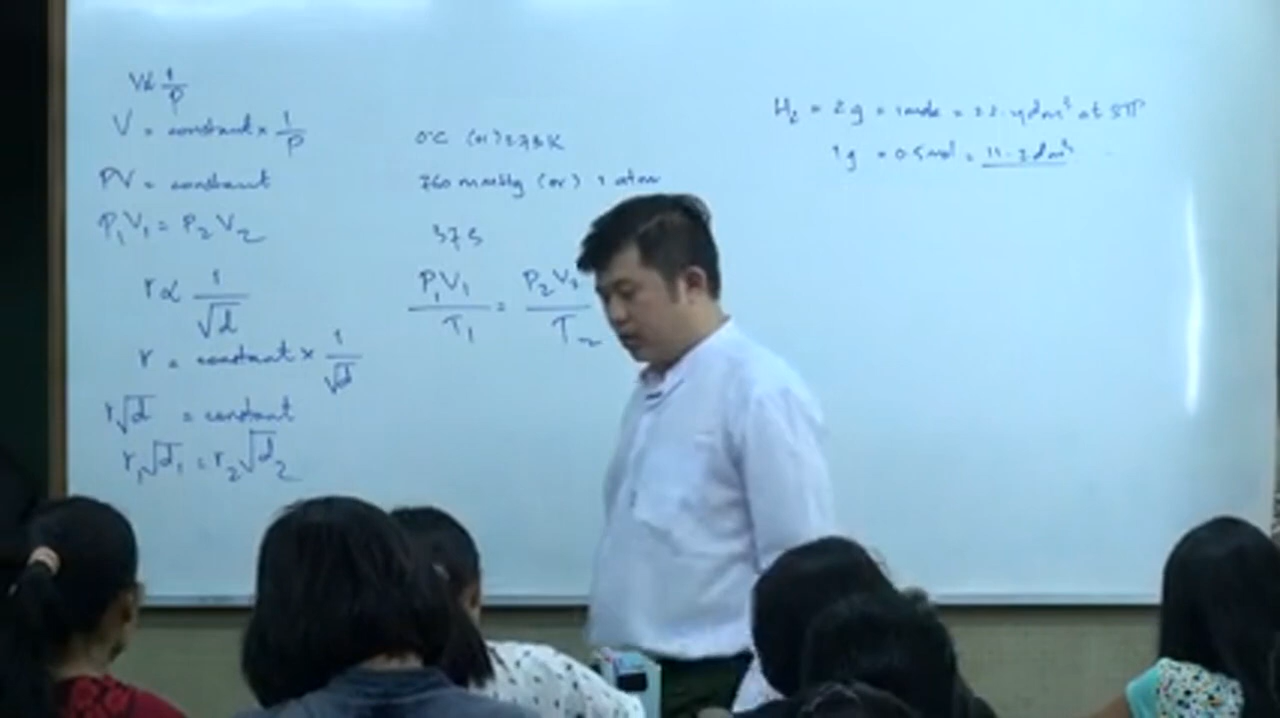 V ∝ 1/P
V = constant × 1/P
PV = constant
P₁V₁ = P₂V₂
r ∝ 1/√d
r = constant × 1/√d
r√d = constant
r₁√d₁ = r₂√d₂
0°C (or) 273K
760 mmHg (or) 1 atm
P₁V₁/T₁ = P₂V₂/T₂
H₂ = 2g = 1 mole = 22.4 dm³ at STP
1g = 0.5 mol = 11.2 dm³